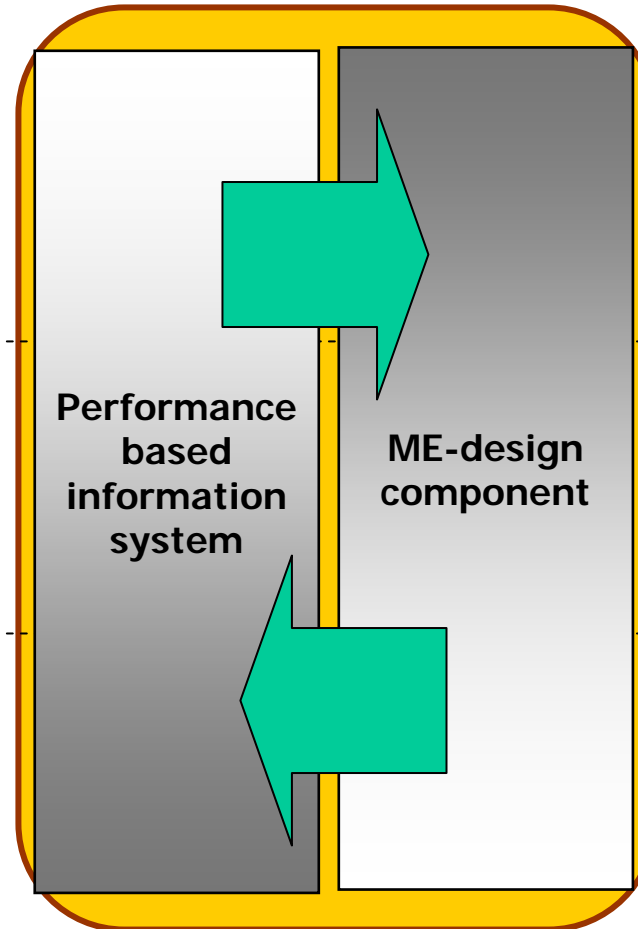 Performance
based
information
system
ME-design
component